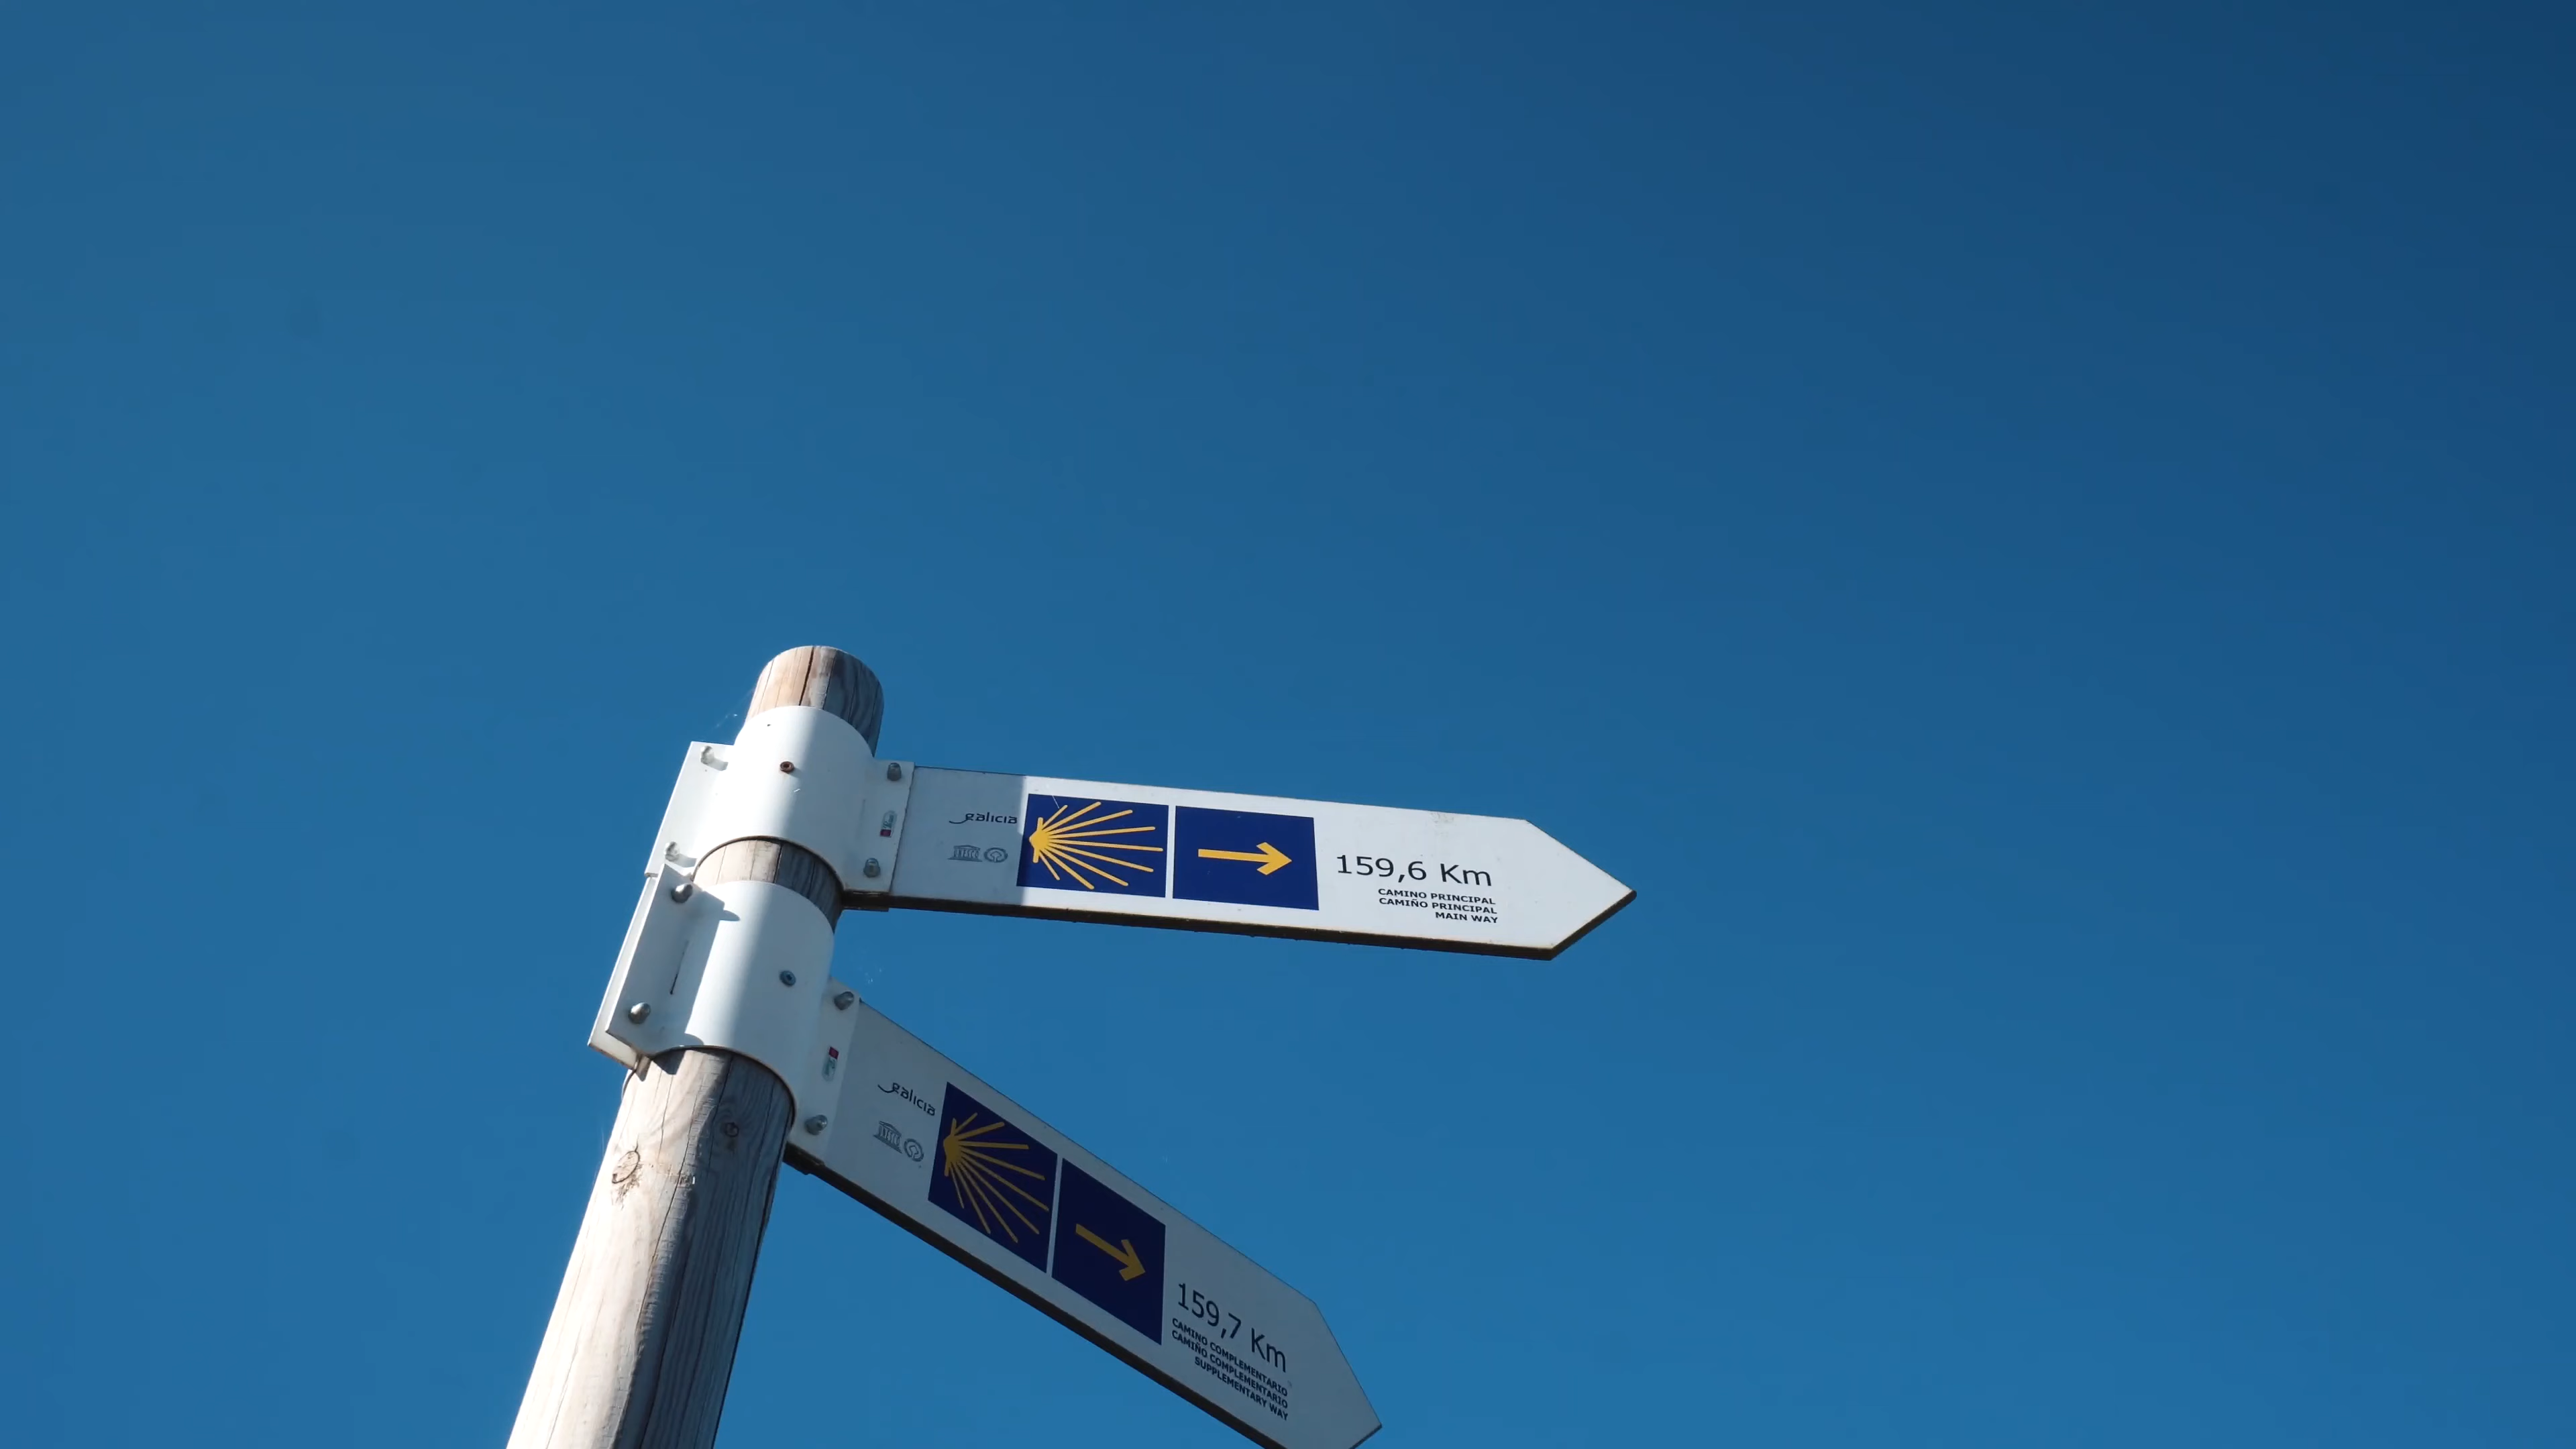 galicia
159,6 Km
CAMINO PRINCIPAL
CAMIÑO PRINCIPAL
MAIN WAY
galicia
159,7 Km
CAMINO COMPLEMENTARIO
CAMIÑO COMPLEMENTARIO
SUPPLEMENTARY WAY